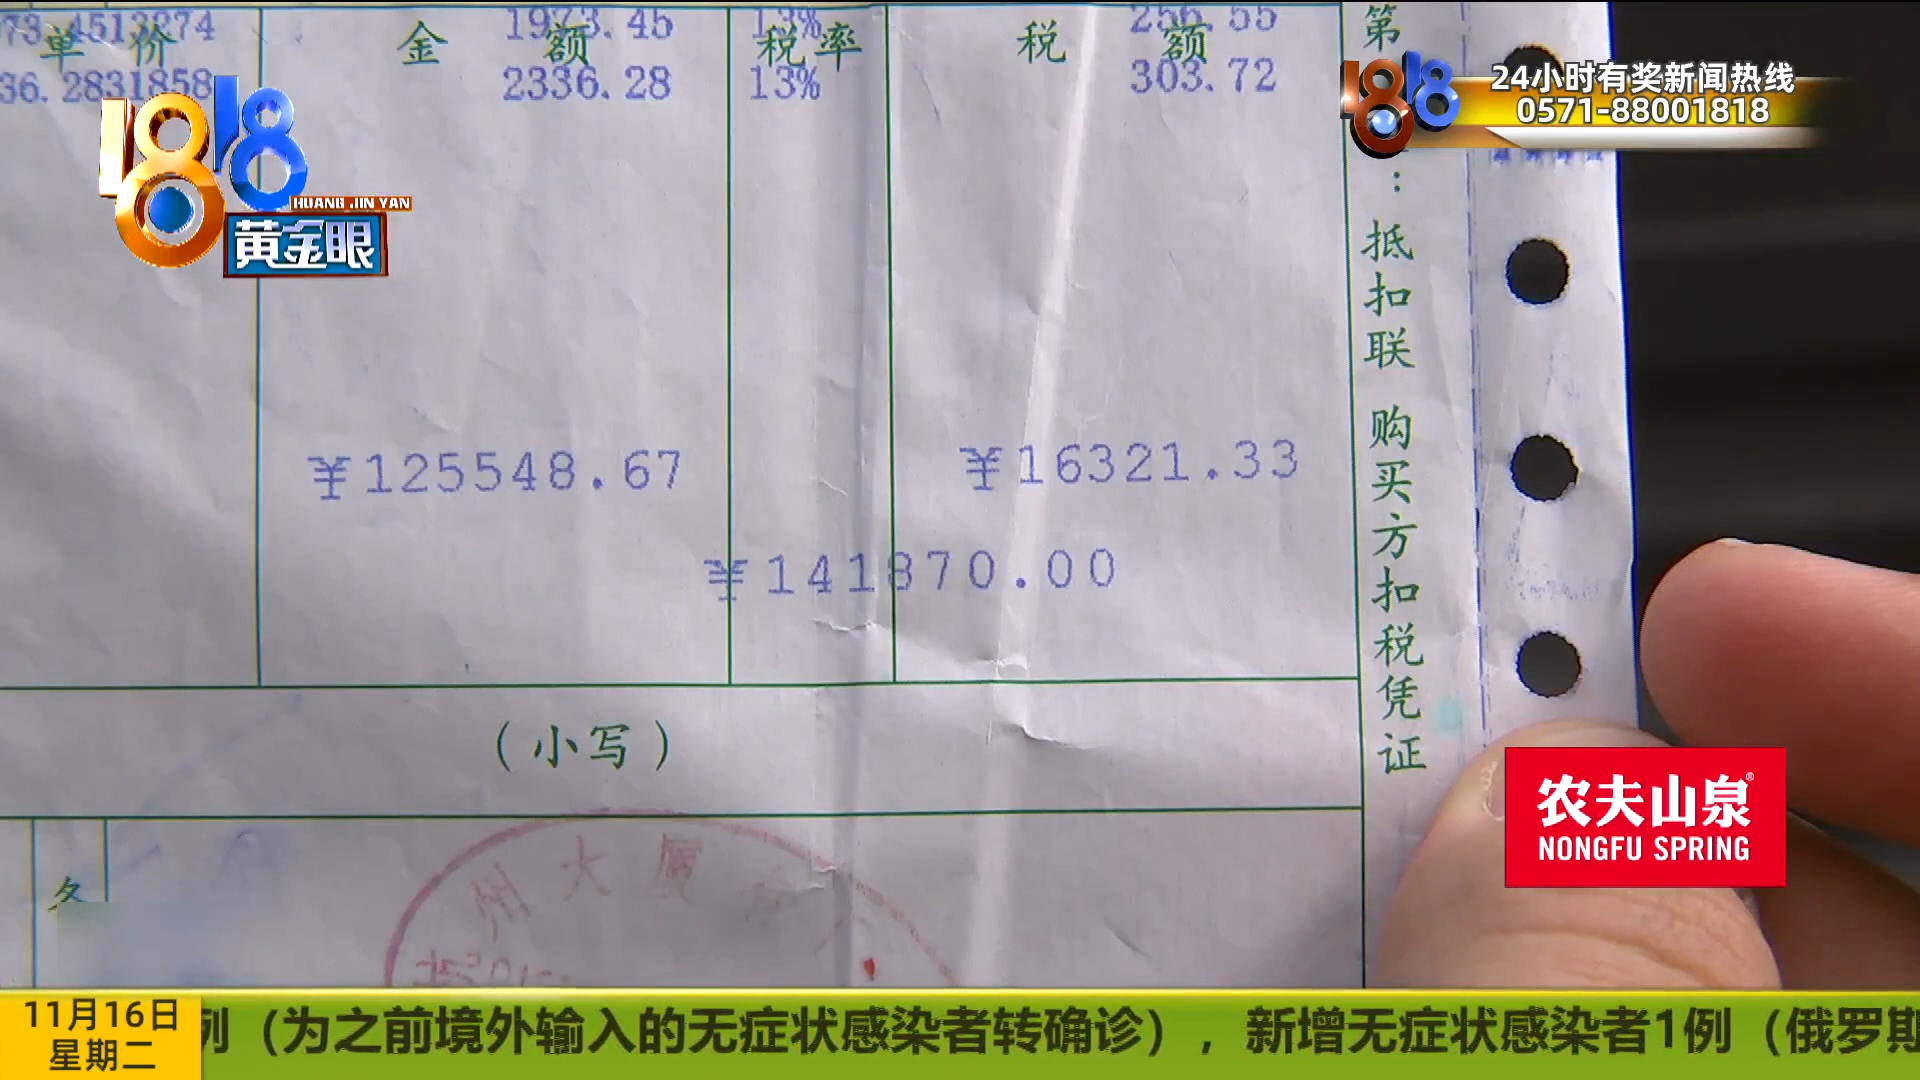 单价 金额 税率 税额
1973.45 13% 256.55
2336.28 13% 303.72
¥125548.67 ¥16321.33
¥141870.00
(小写)
第
：抵扣联 购买方扣税凭证
州大厦
1818
HUANG JIN YAN
黄金眼
1818
24小时有奖新闻热线
0571-88001818
农夫山泉®
NONGFU SPRING
11月16日
星期二
例（为之前境外输入的无症状感染者转确诊），新增无症状感染者1例（俄罗斯